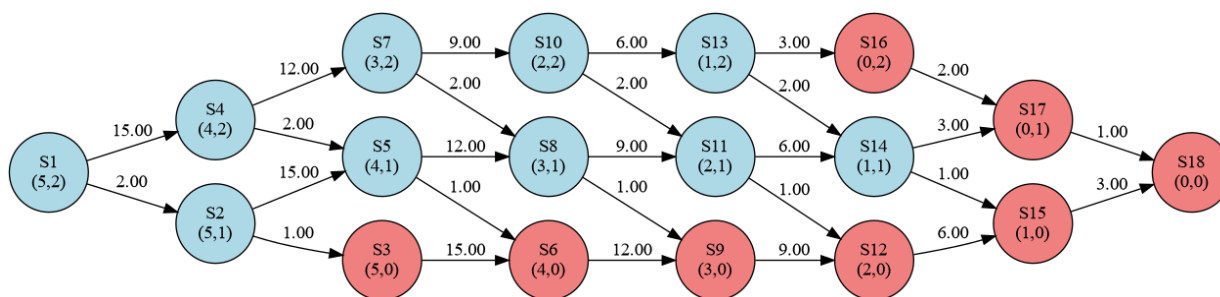 S7
(3,2)
9.00
S10
(2,2)
6.00
S13
(1,2)
3.00
S16
(0,2)
12.00
2.00
2.00
2.00
2.00
S4
(4,2)
S17
(0,1)
15.00
2.00
3.00
1.00
S1
(5,2)
S5
(4,1)
12.00
S8
(3,1)
9.00
S11
(2,1)
6.00
S14
(1,1)
S18
(0,0)
2.00
15.00
1.00
1.00
1.00
1.00
3.00
S2
(5,1)
S15
(1,0)
1.00
S3
(5,0)
15.00
S6
(4,0)
12.00
S9
(3,0)
9.00
S12
(2,0)
6.00